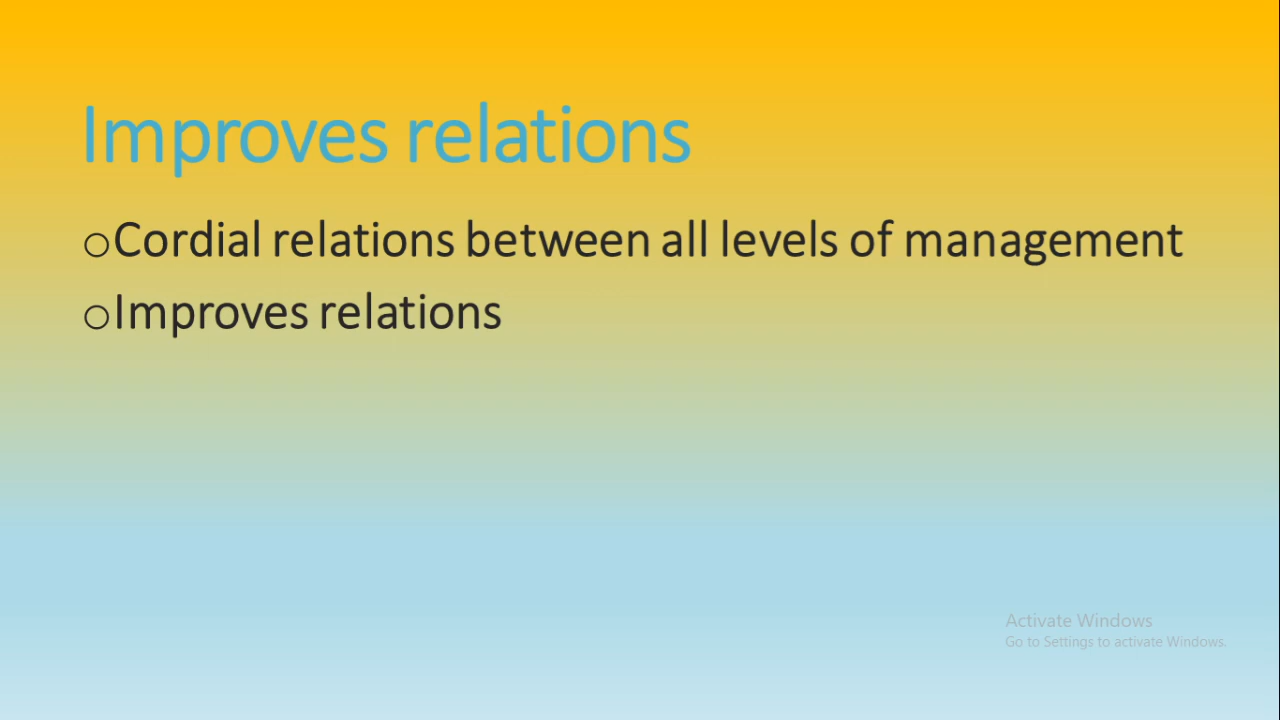 Improves relations
oCordial relations between all levels of management
oImproves relations
Activate Windows
Go to Settings to activate Windows.